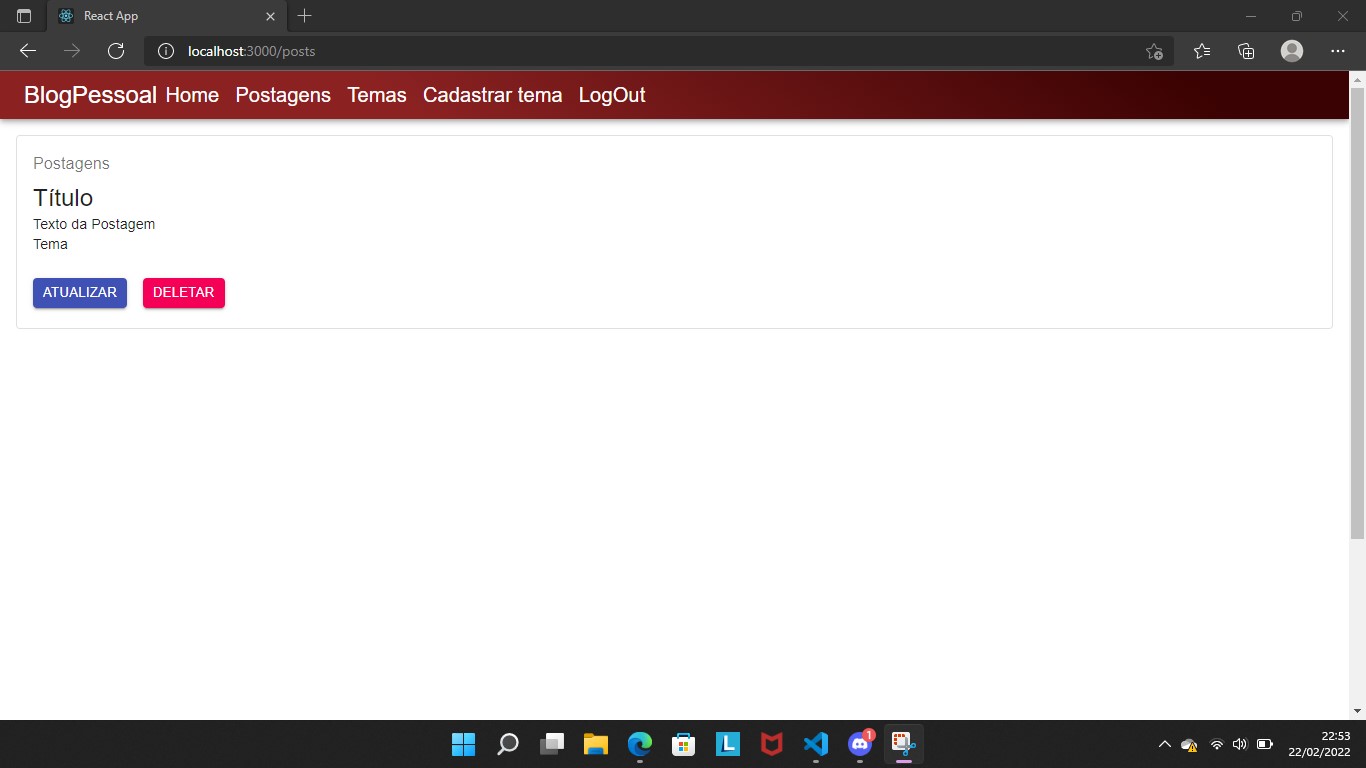 React App
localhost:3000/posts
BlogPessoal Home Postagens Temas Cadastrar tema LogOut
Postagens
Título
Texto da Postagem
Tema
ATUALIZAR DELETAR
L
1
22:53
22/02/2022